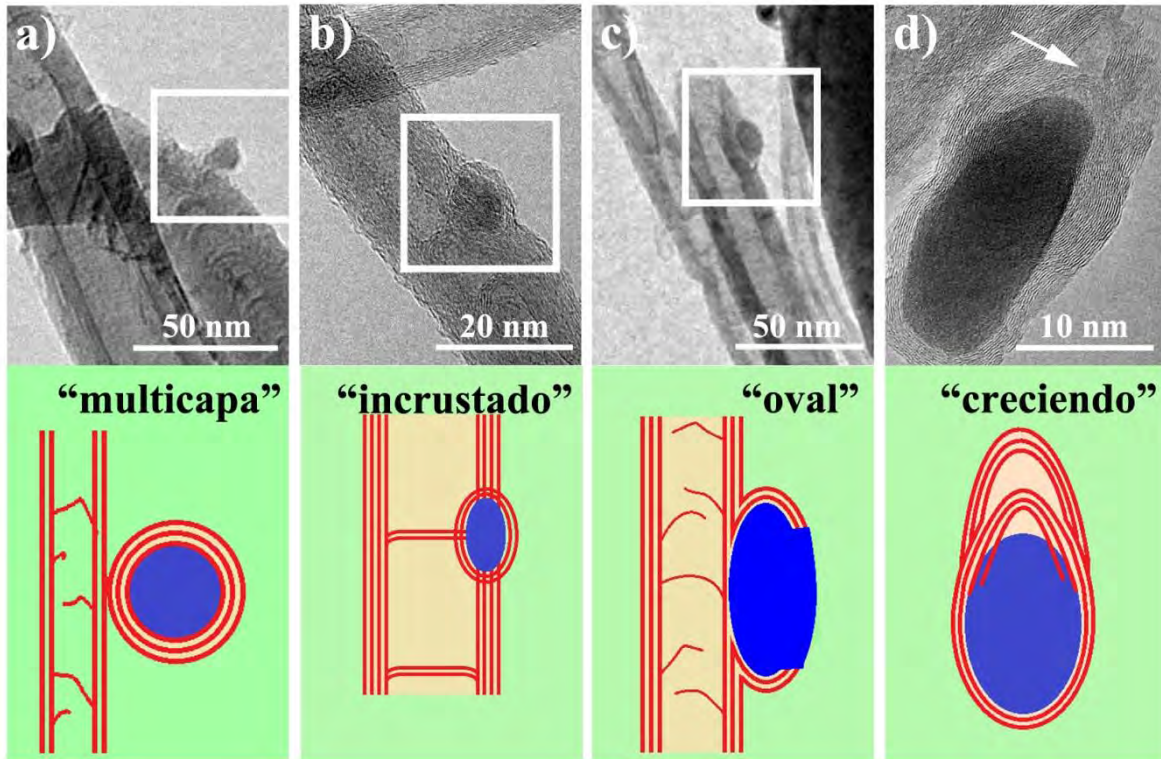 a)
b)
c)
d)
50 nm
20 nm
50 nm
10 nm
“multicapa”
“incrustado”
“oval”
“creciendo”